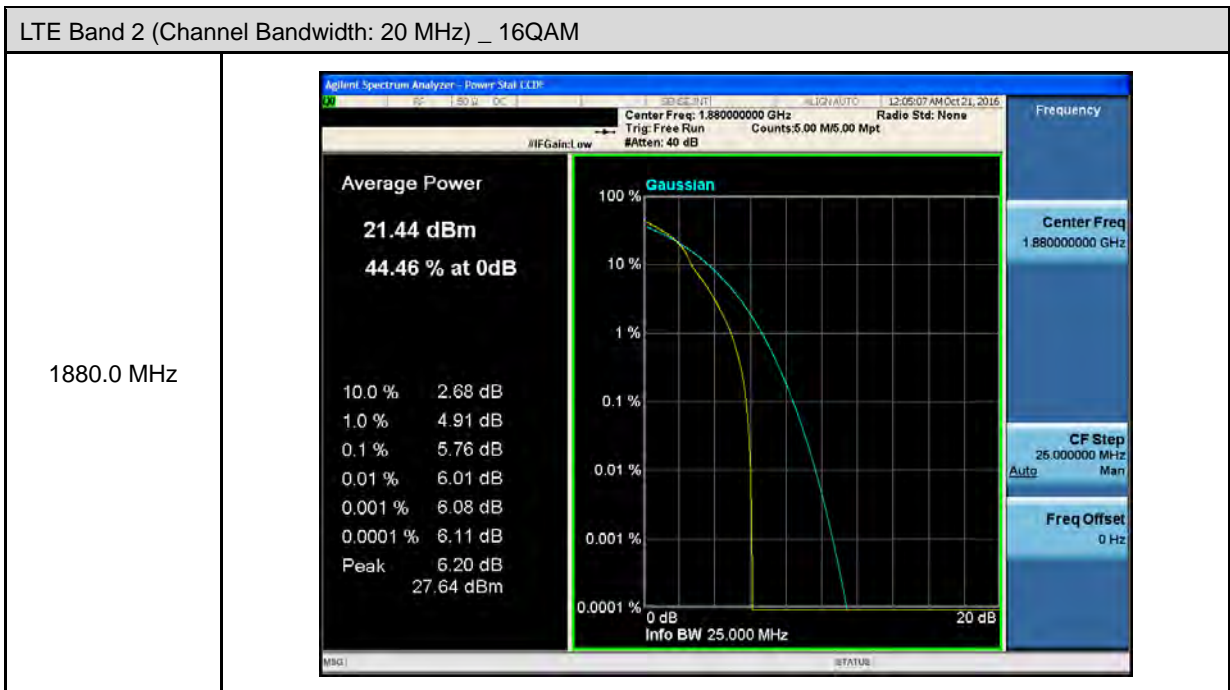 LTE Band 2 (Channel Bandwidth: 20 MHz) _ 16QAM
1880.0 MHz
Agilent Spectrum Analyzer - Power Stat CCDF
RF 50 Ω DC SENSE:INT ALIGN AUTO 12:05:07 AM Oct 21, 2016
Center Freq: 1.880000000 GHz Radio Std: None
Trig: Free Run Counts:5.00 M/5.00 Mpt
#IFGain:Low #Atten: 40 dB
Average Power
21.44 dBm
44.46 % at 0dB
10.0 % 2.68 dB
1.0 % 4.91 dB
0.1 % 5.76 dB
0.01 % 6.01 dB
0.001 % 6.08 dB
0.0001 % 6.11 dB
Peak 6.20 dB
27.64 dBm
Gaussian
100 %
10 %
1 %
0.1 %
0.01 %
0.001 %
0.0001 %
0 dB 20 dB
Info BW 25.000 MHz
Frequency
Center Freq
1.880000000 GHz
CF Step
25.000000 MHz
Auto Man
Freq Offset
0 Hz
MSG STATUS